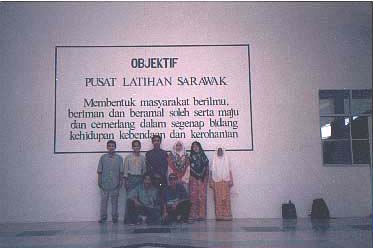 OBJEKTIF
PUSAT LATIHAN SARAWAK
Membentuk masyarakat berilmu,
beriman dan beramal soleh serta maju
dan cemerlang dalam segenap bidang
kehidupan kebendaan dan kerohanian